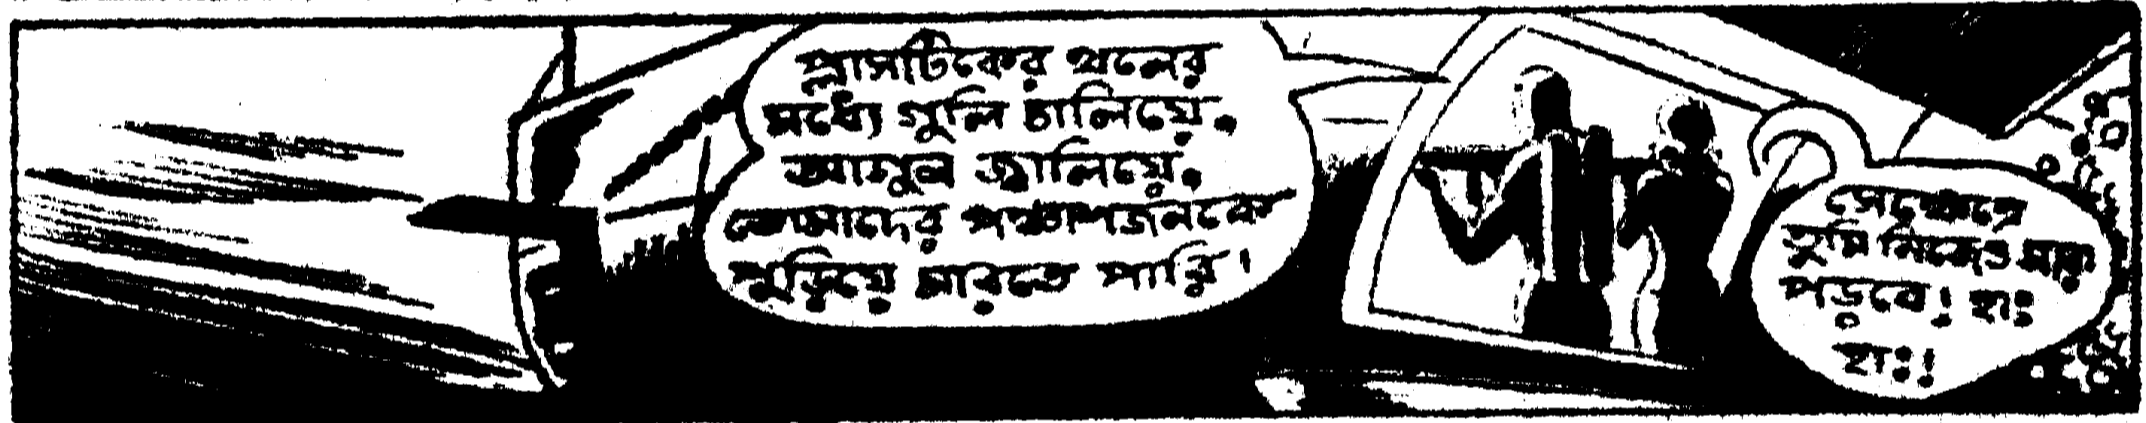 প্লাসটিকের থলের
মধ্যে গুলি চালিয়ে.
আগুন জ্বালিয়ে.
তোমাদের পঞ্চাশজনকে
পুড়িয়ে মারতে পারি।
সেক্ষেত্রে
তুমি নিজেও মারা
পড়বে! হাঃ
হাঃ!